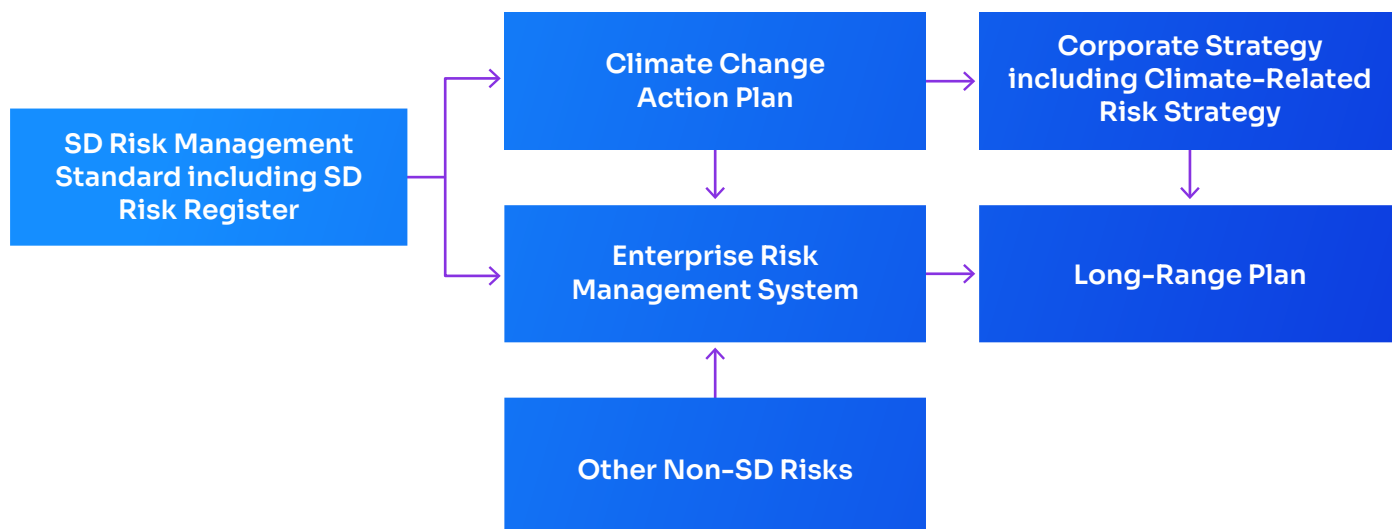 SD Risk Management
Standard including SD
Risk Register
Climate Change
Action Plan
Corporate Strategy
including Climate-Related
Risk Strategy
Enterprise Risk
Management System
Long-Range Plan
Other Non-SD Risks